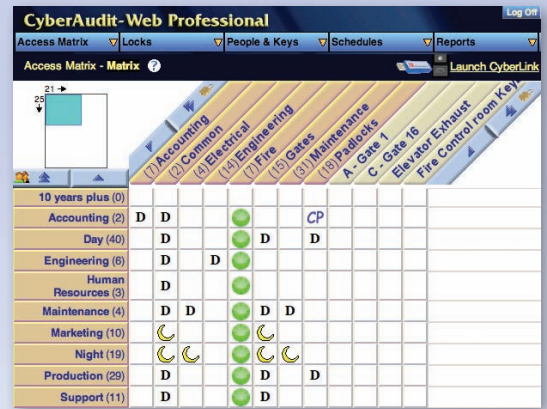 CyberAudit-Web Professional
Log Off
Access Matrix Locks People & Keys Schedules Reports
Access Matrix - Matrix ? Launch CyberLink
21
25
(7) Accounting
(2) Common
(4) Electrical
(14) Engineering
(7) Fire
(15) Gates
(31) Maintenance
(18) Padlocks
A - Gate 1
C - Gate 16
Elevator Exhaust
Fire Control room Key
10 years plus (0)
Accounting (2) D D CP
Day (40) D D D
Engineering (6) D D
Human
Resources (3) D
Maintenance (4) D D D D
Marketing (10)
Night (19)
Production (29) D D D
Support (11) D D